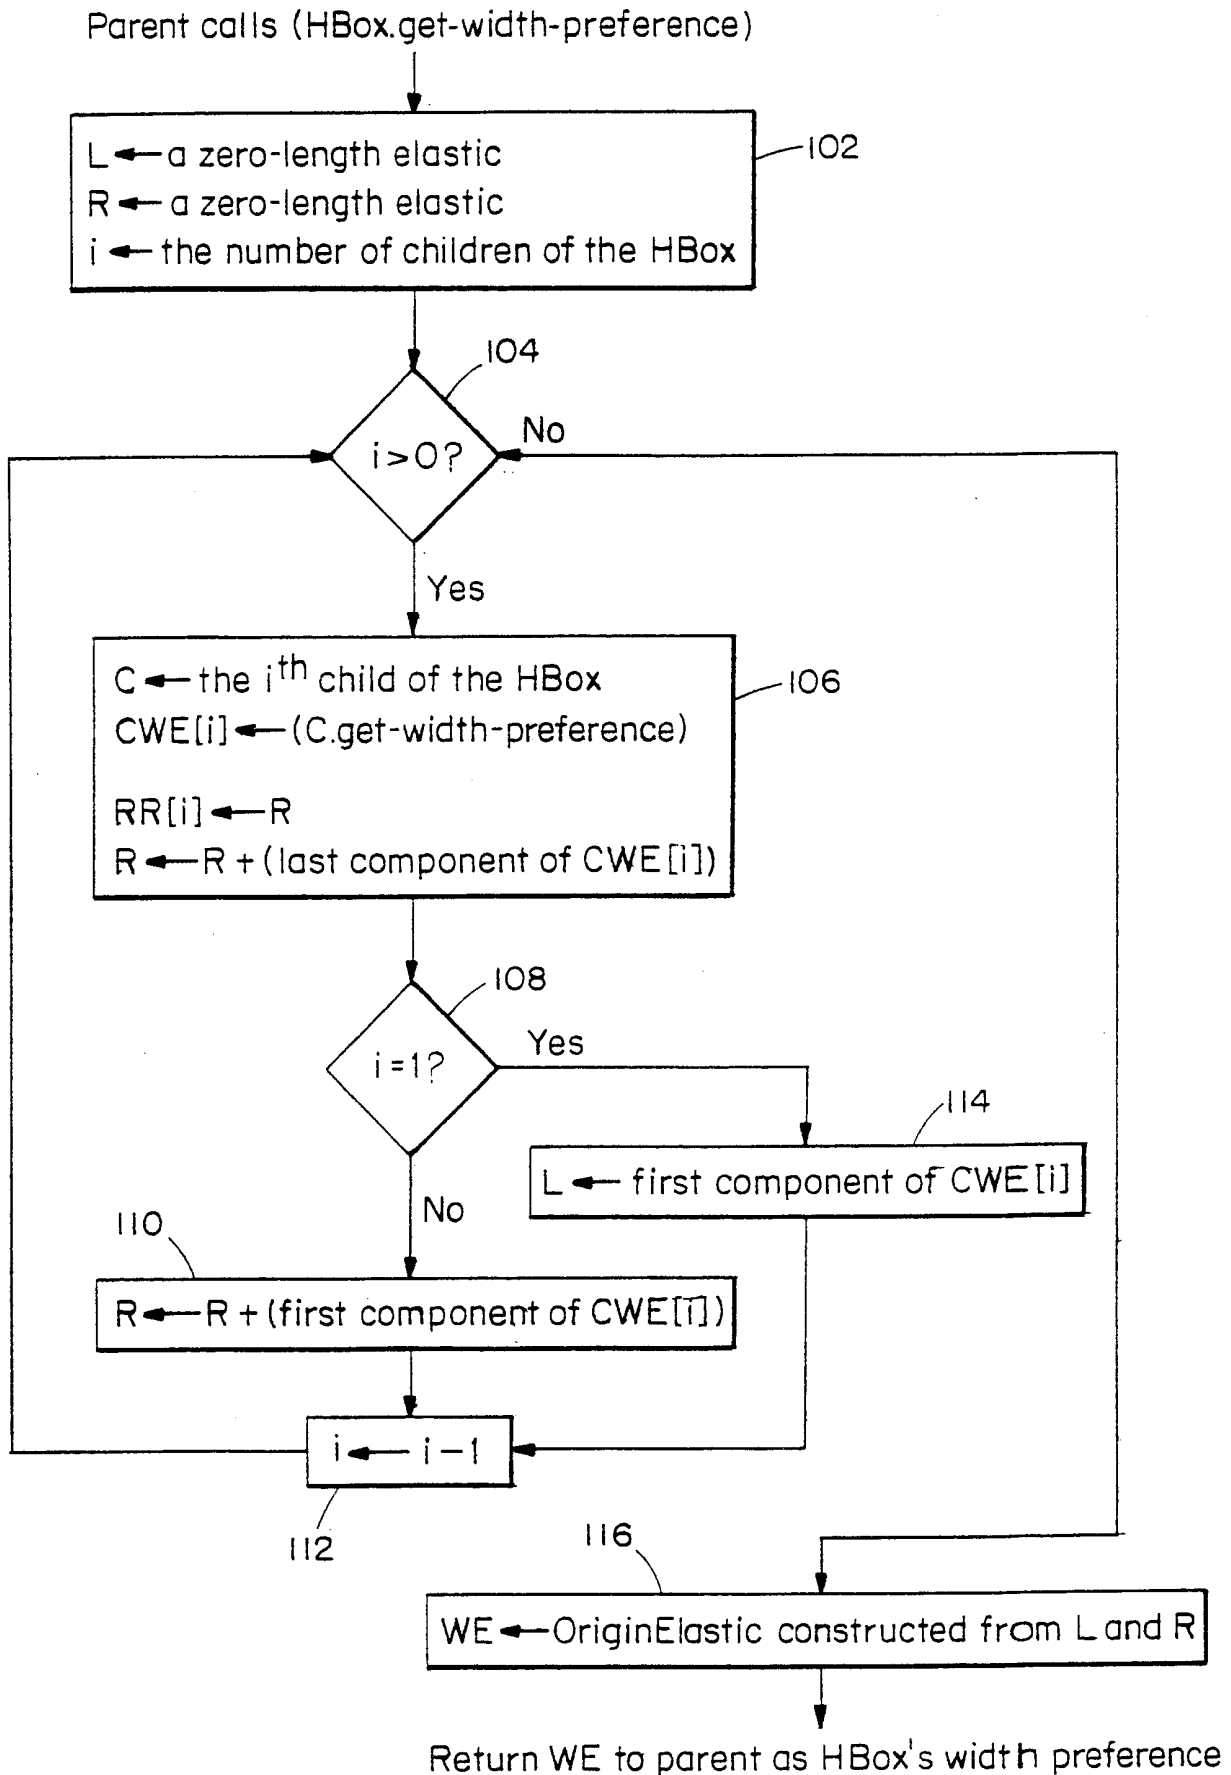 Parent calls (HBox.get-width-preference)
L ← a zero-length elastic
R ← a zero-length elastic
i ← the number of children of the HBox
102
104
i > 0?
No
Yes
C ← the ith child of the HBox
CWE[i] ← (C.get-width-preference)
RR[i] ← R
R ← R + (last component of CWE[i])
106
108
i = 1?
Yes
114
L ← first component of CWE[i]
No
110
R ← R + (first component of CWE[i])
i ← i - 1
112
116
WE ← OriginElastic constructed from L and R
Return WE to parent as HBox's width preference